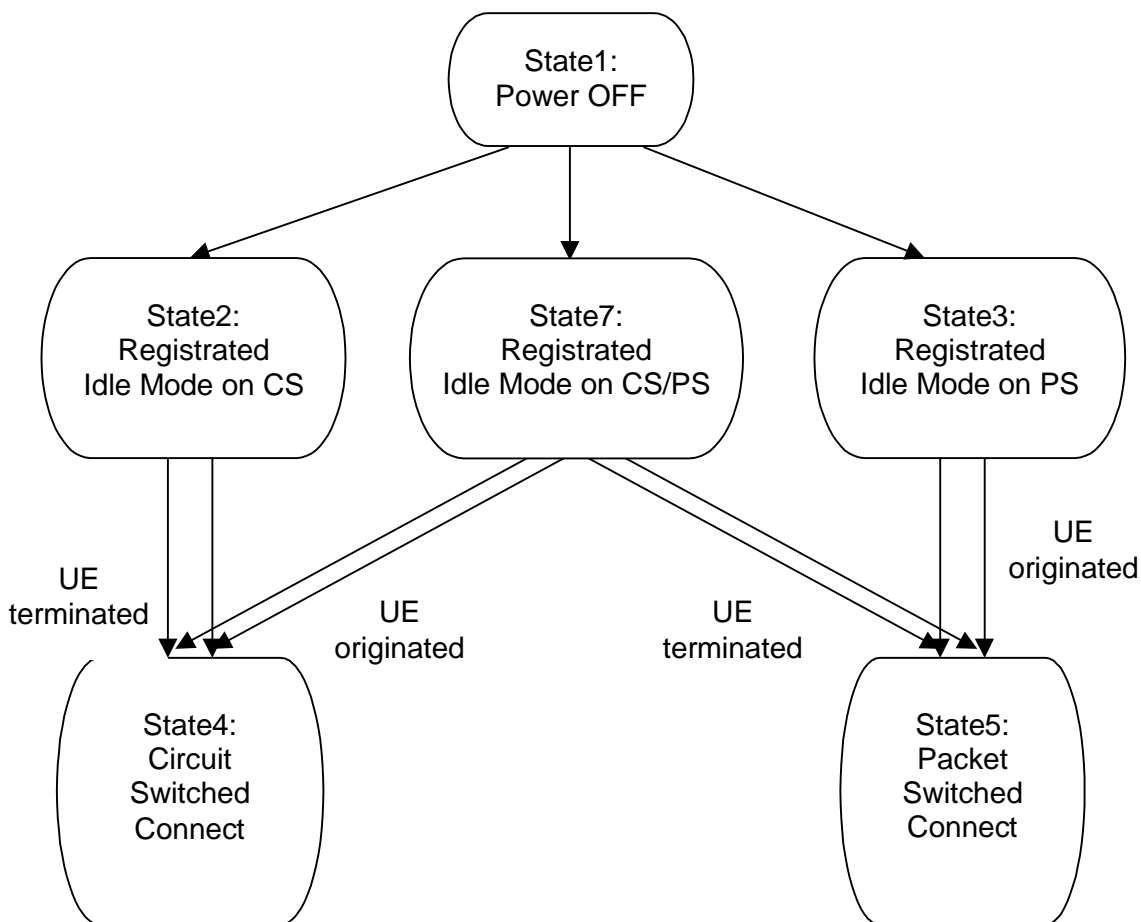 State1:
Power OFF
State2:
Registrated
Idle Mode on CS
State7:
Registrated
Idle Mode on CS/PS
State3:
Registrated
Idle Mode on PS
UE
terminated
UE
originated
UE
terminated
UE
originated
State4:
Circuit
Switched
Connect
State5:
Packet
Switched
Connect